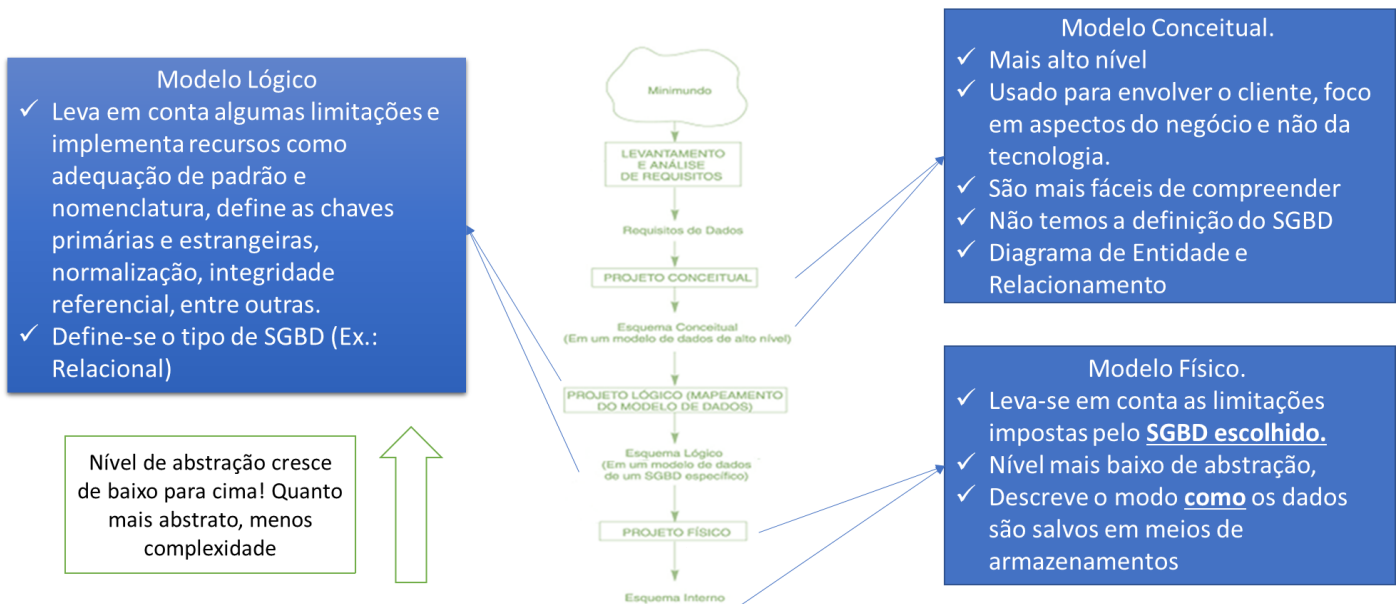 Modelo Lógico
✓ Leva em conta algumas limitações e
implementa recursos como
adequação de padrão e
nomenclatura, define as chaves
primárias e estrangeiras,
normalização, integridade
referencial, entre outras.
✓ Define-se o tipo de SGBD (Ex.:
Relacional)
Nível de abstração cresce
de baixo para cima! Quanto
mais abstrato, menos
complexidade
Minimundo
LEVANTAMENTO
E ANÁLISE
DE REQUISITOS
Requisitos de Dados
PROJETO CONCEITUAL
Esquema Conceitual
(Em um modelo de dados de alto nível)
PROJETO LÓGICO (MAPEAMENTO
DO MODELO DE DADOS)
Esquema Lógico
(Em um modelo de dados
de um SGBD específico)
PROJETO FÍSICO
Esquema Interno
Modelo Conceitual.
✓ Mais alto nível
✓ Usado para envolver o cliente, foco
em aspectos do negócio e não da
tecnologia.
✓ São mais fáceis de compreender
✓ Não temos a definição do SGBD
✓ Diagrama de Entidade e
Relacionamento
Modelo Físico.
✓ Leva-se em conta as limitações
impostas pelo SGBD escolhido.
✓ Nível mais baixo de abstração,
✓ Descreve o modo como os dados
são salvos em meios de
armazenamentos